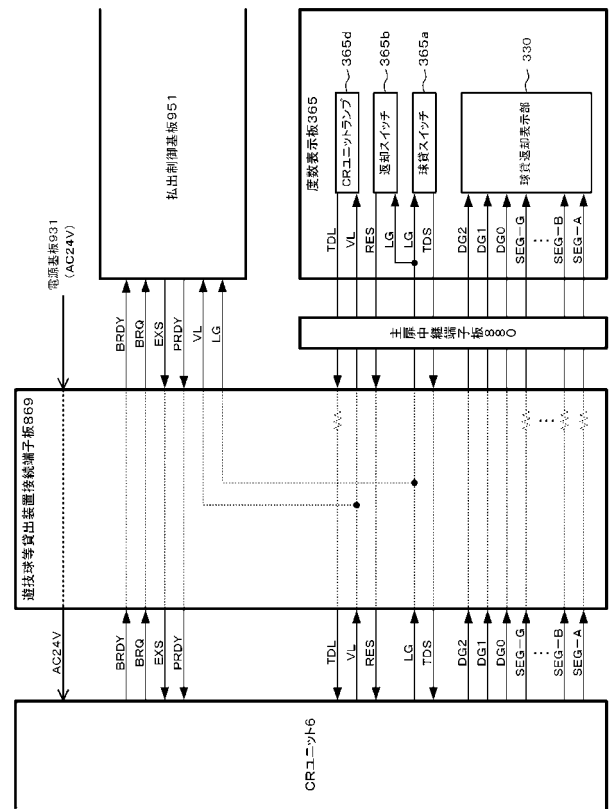 電源基板931
(AC24V)
払出制御基板951
度数表示板365
CRユニットランプ
365d
返却スイッチ
365b
球貸スイッチ
365a
球貸返却表示部
330
TDL
VL
RES
LG
LG
TDS
DG2
DG1
DG0
SEG-G
…
SEG-B
SEG-A
主扉中継端子板880
BRDY
BRQ
EXS
PRDY
VL
LG
遊技球等貸出装置接続端子板869
…
AC24V
BRDY
BRQ
EXS
PRDY
TDL
VL
RES
LG
TDS
DG2
DG1
DG0
SEG-G
…
SEG-B
SEG-A
CRユニット6